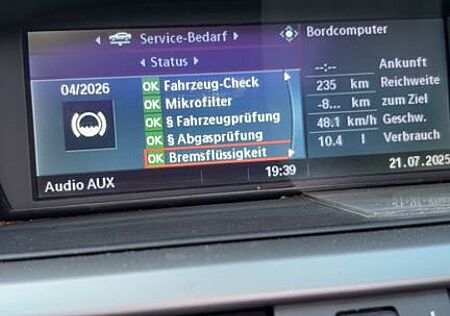 Service-Bedarf
Status
04/2026
OK Fahrzeug-Check
OK Mikrofilter
OK § Fahrzeugprüfung
OK § Abgasprüfung
OK Bremsflüssigkeit
Audio AUX
19:39
Bordcomputer
--:-- Ankunft
235 km Reichweite
-8... km zum Ziel
48.1 km/h Geschw.
10.4 l Verbrauch
21.07.2025